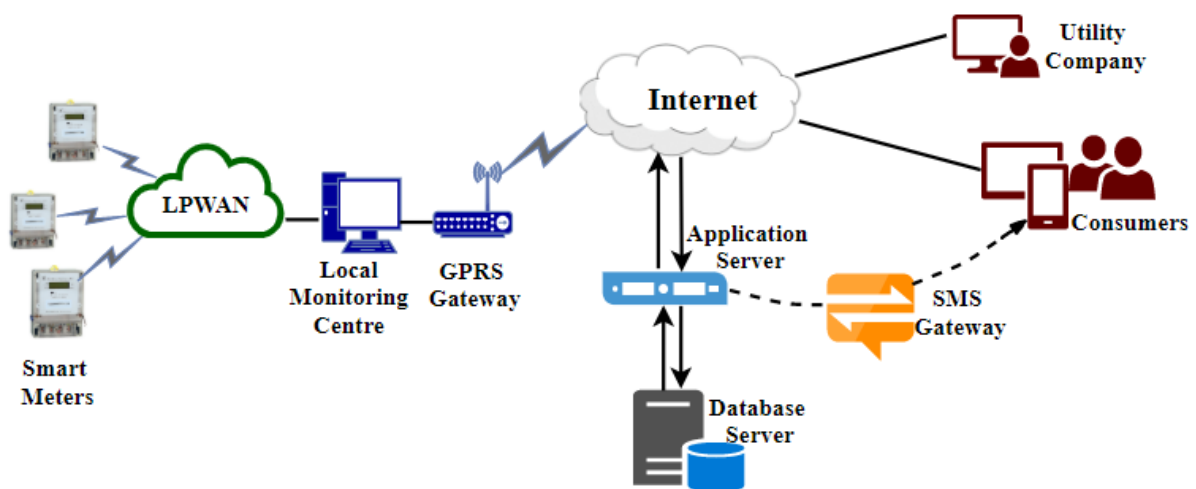 Utility
Company
Internet
LPWAN
Consumers
Application
Server
Local
Monitoring
Centre
GPRS
Gateway
SMS
Gateway
Smart
Meters
Database
Server